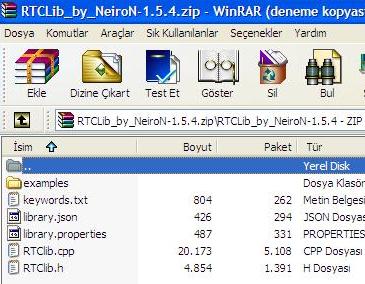 RTCLib_by_NeiroN-1.5.4.zip - WinRAR (deneme kopyas
Dosya Komutlar Araçlar Sık Kullanılanlar Seçenekler Yardım
Ekle Dizine Çıkart Test Et Göster Sil Bul
RTCLib_by_NeiroN-1.5.4.zip\RTCLib_by_NeiroN-1.5.4 - ZIP
İsim Boyut Paket Tür
.. Yerel Disk
examples Dosya Klasör
keywords.txt 804 262 Metin Belgesi
library.json 426 294 JSON Dosyası
library.properties 487 331 PROPERTIES
RTClib.cpp 20.173 5.108 CPP Dosyası
RTClib.h 4.854 1.391 H Dosyası